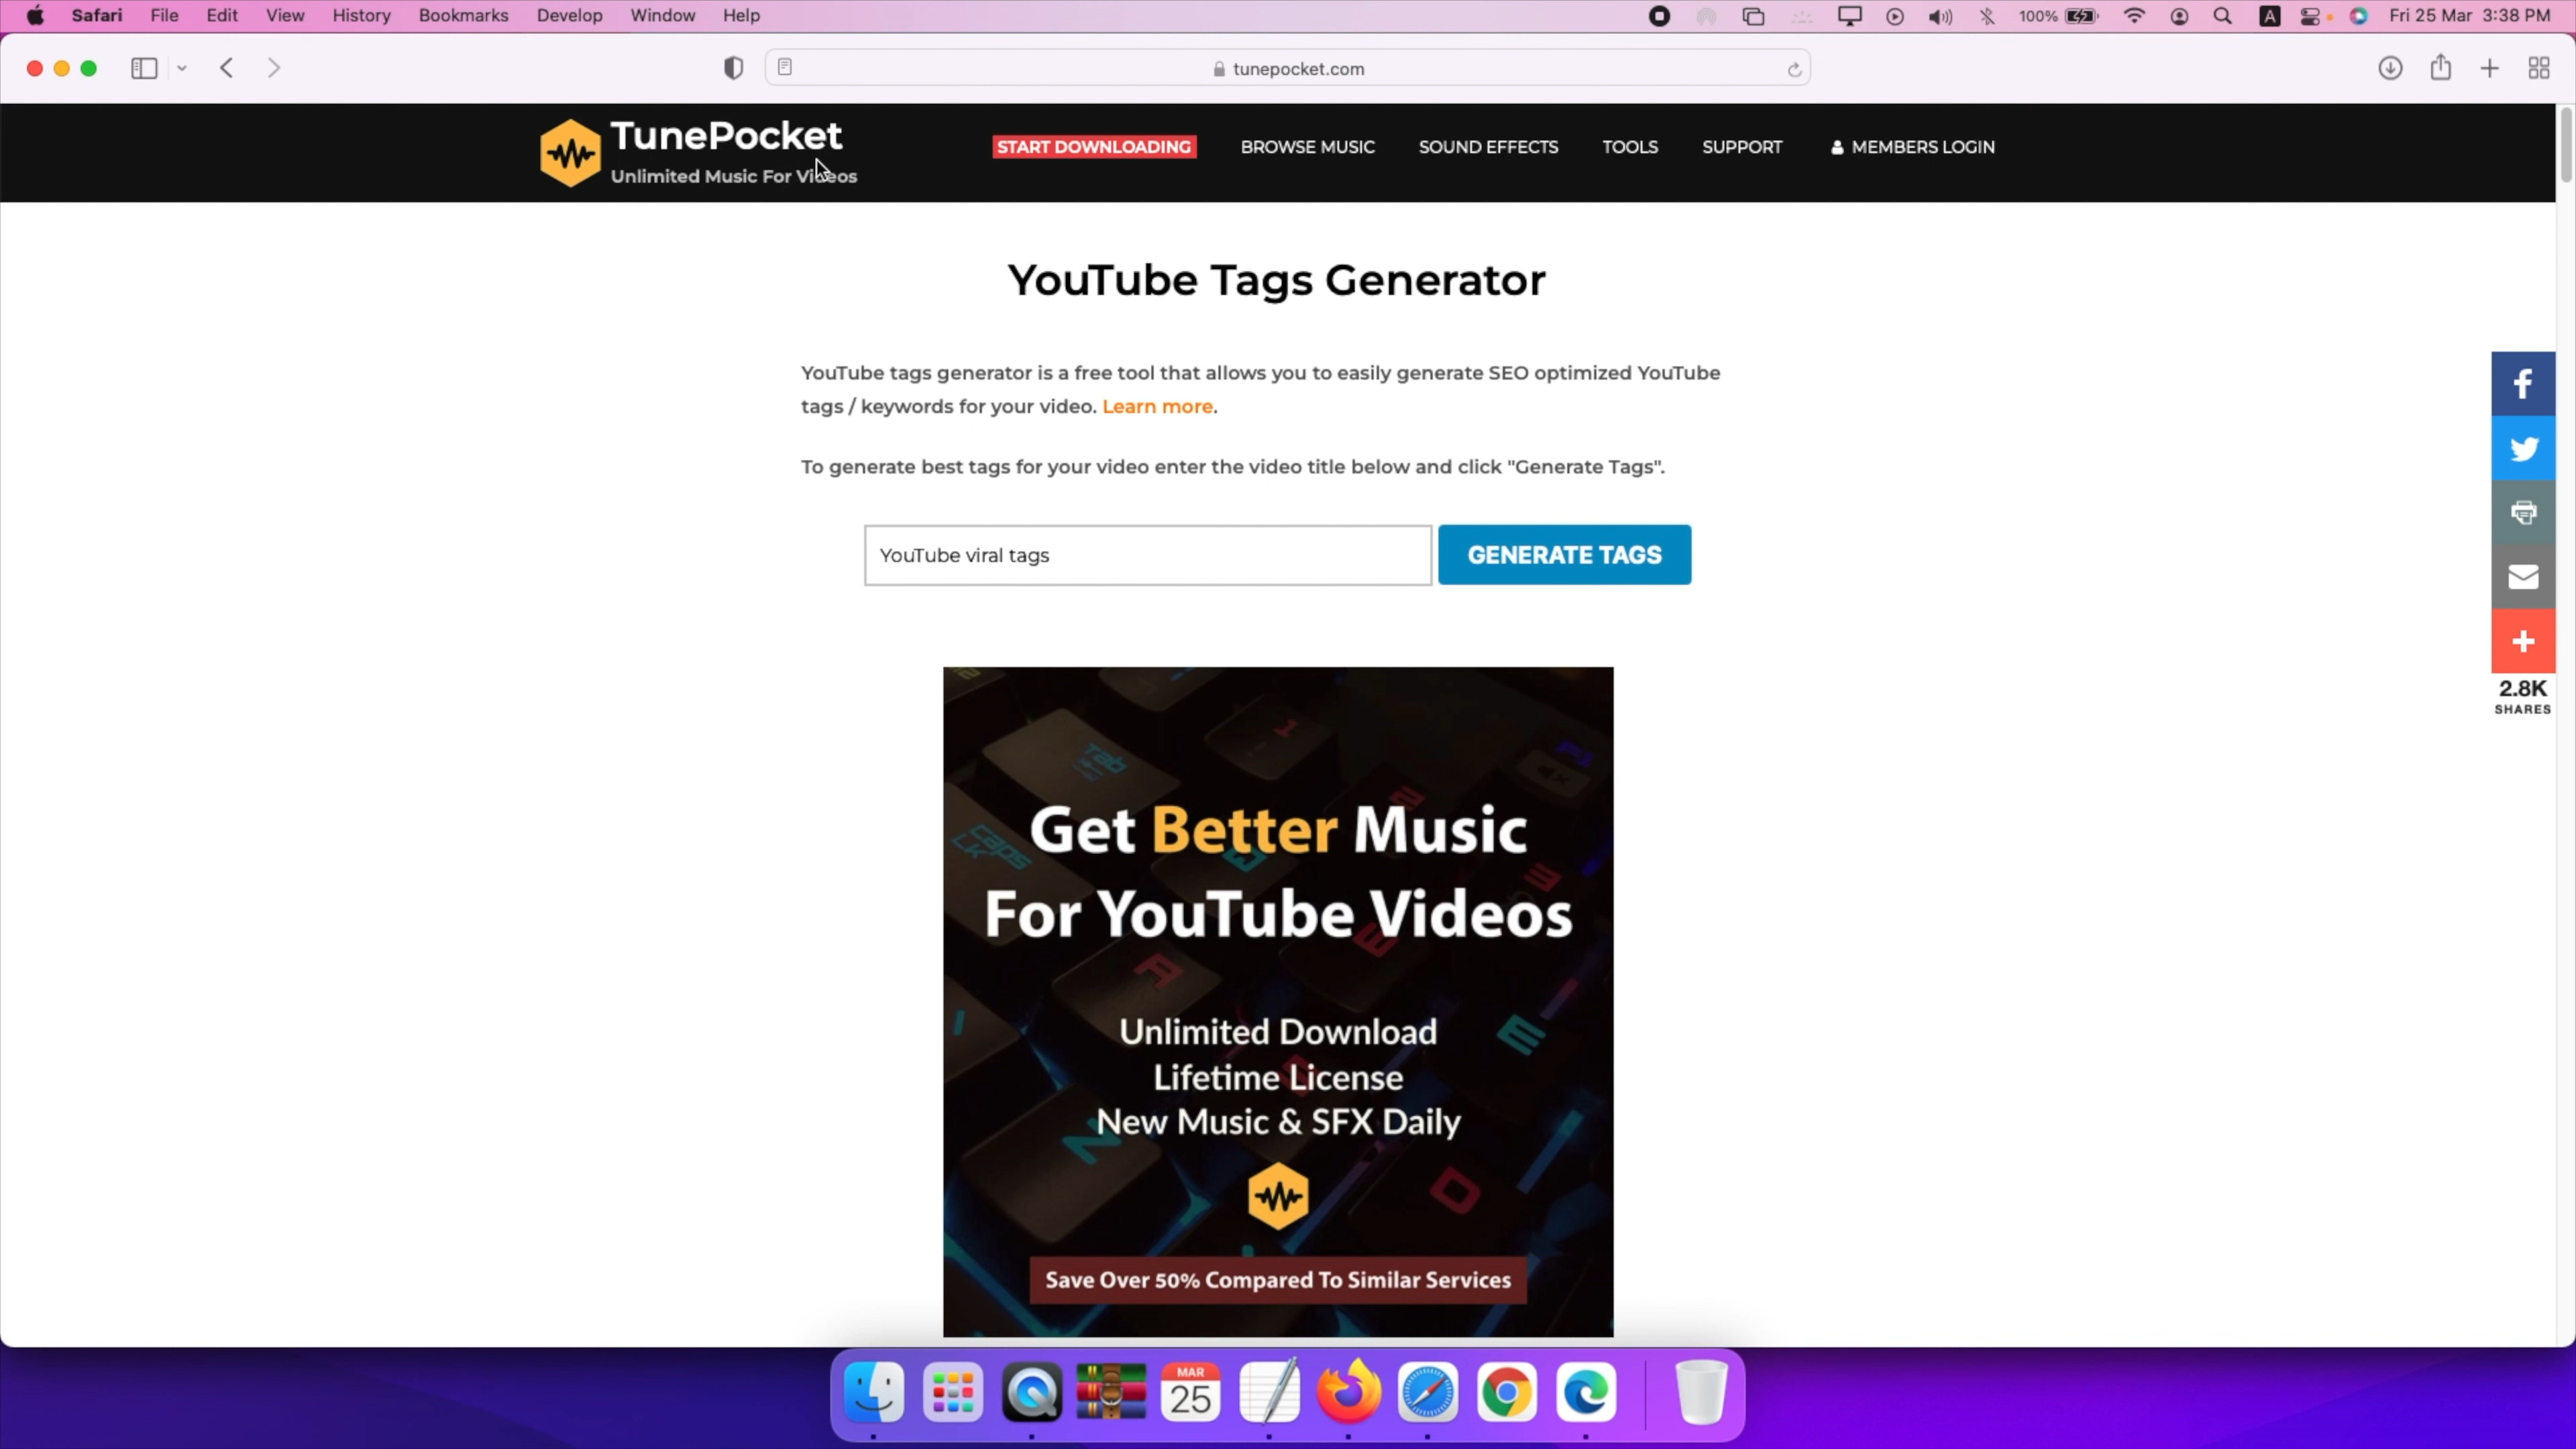 Safari File Edit View History Bookmarks Develop Window Help 100% A Fri 25 Mar 3:38 PM
tunepocket.com
TunePocket
Unlimited Music For Videos
START DOWNLOADING BROWSE MUSIC SOUND EFFECTS TOOLS SUPPORT MEMBERS LOGIN
YouTube Tags Generator
YouTube tags generator is a free tool that allows you to easily generate SEO optimized YouTube
tags / keywords for your video. Learn more.
To generate best tags for your video enter the video title below and click "Generate Tags".
YouTube viral tags GENERATE TAGS
2.8K
SHARES
Get Better Music
For YouTube Videos
Unlimited Download
Lifetime License
New Music & SFX Daily
Save Over 50% Compared To Similar Services
MAR
25